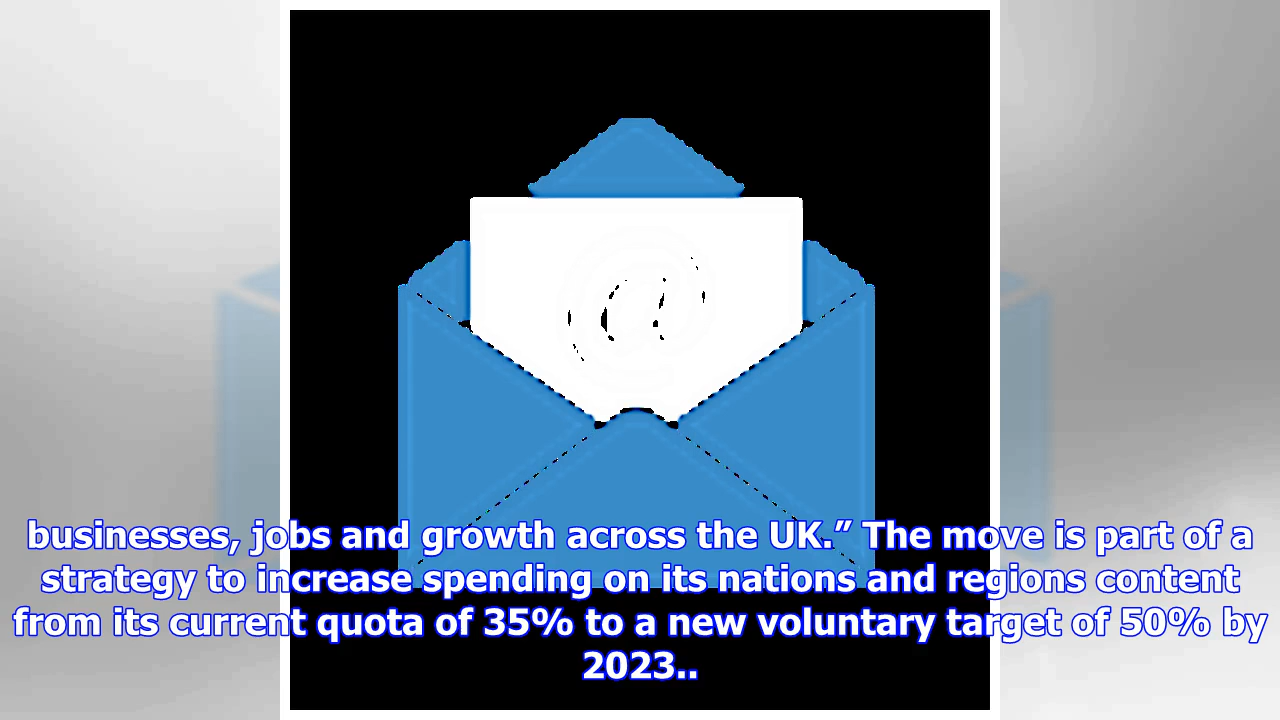 @
businesses, jobs and growth across the UK.” The move is part of a
strategy to increase spending on its nations and regions content
from its current quota of 35% to a new voluntary target of 50% by
2023..